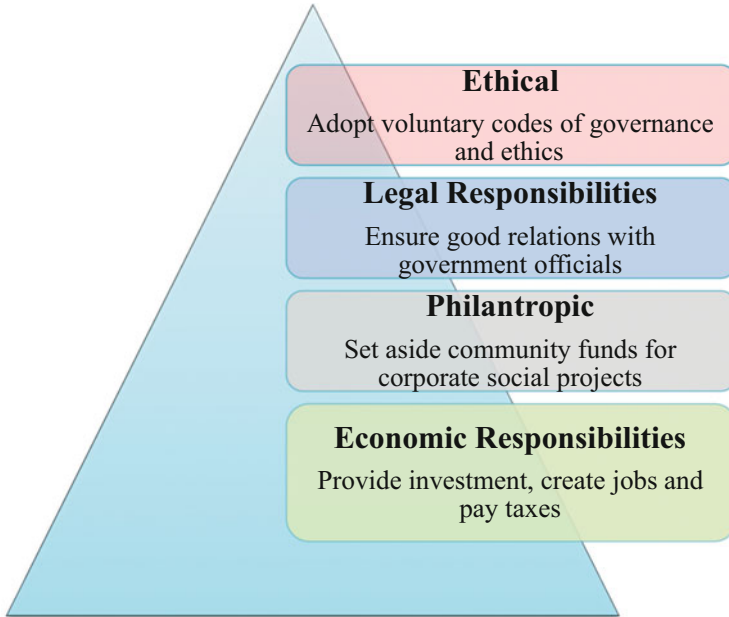 Ethical
Adopt voluntary codes of governance
and ethics
Legal Responsibilities
Ensure good relations with
government officials
Philantropic
Set aside community funds for
corporate social projects
Economic Responsibilities
Provide investment, create jobs and
pay taxes